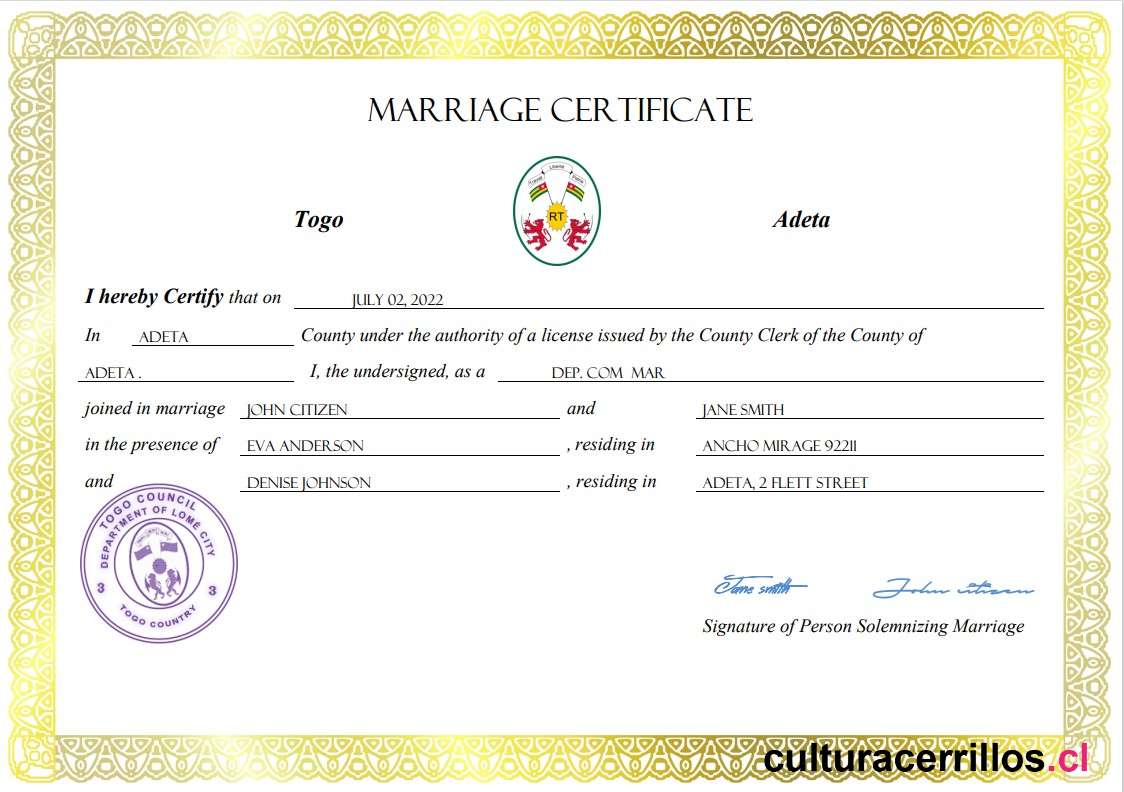 MARRIAGE CERTIFICATE
Travail Liberté Patrie
RT
Togo
Adeta
I hereby Certify that on JULY 02, 2022
In ADETA County under the authority of a license issued by the County Clerk of the County of
ADETA . I, the undersigned, as a DEP. COM MAR
joined in marriage JOHN CITIZEN and JANE SMITH
in the presence of EVA ANDERSON , residing in ANCHO MIRAGE 92211
and DENISE JOHNSON , residing in ADETA, 2 FLETT STREET
TOGO COUNCIL
DEPARTMENT OF LOMÉ CITY
3 3
TOGO COUNTRY
Jane smith John citizen
Signature of Person Solemnizing Marriage
culturacerrillos.cl